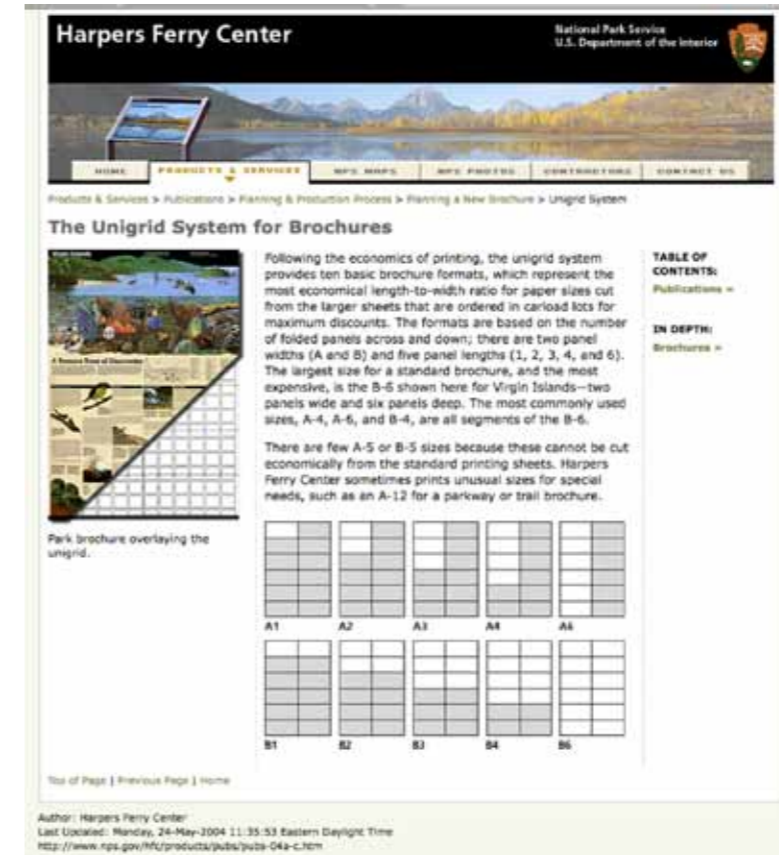 Harpers Ferry Center
National Park Service
U.S. Department of the Interior
HOME
PRODUCTS & SERVICES
NPS MAPS
NPS PHOTOS
CONTRACTORS
CONTACT US
Products & Services > Publications > Planning & Production Process > Planning a New Brochure > Unigrid System
The Unigrid System for Brochures
Park brochure overlaying the
unigrid.
Following the economics of printing, the unigrid system
provides ten basic brochure formats, which represent the
most economical length-to-width ratio for paper sizes cut
from the larger sheets that are ordered in carload lots for
maximum discounts. The formats are based on the number
of folded panels across and down; there are two panel
widths (A and B) and five panel lengths (1, 2, 3, 4, and 6).
The largest size for a standard brochure, and the most
expensive, is the B-6 shown here for Virgin Islands—two
panels wide and six panels deep. The most commonly used
sizes, A-4, A-6, and B-4, are all segments of the B-6.
There are few A-5 or B-5 sizes because these cannot be cut
economically from the standard printing sheets. Harpers
Ferry Center sometimes prints unusual sizes for special
needs, such as an A-12 for a parkway or trail brochure.
A1 A2 A3 A4 A6
B1 B2 B3 B4 B6
TABLE OF
CONTENTS:
Publications »
IN DEPTH:
Brochures »
Top of Page | Previous Page | Home
Author: Harpers Ferry Center
Last Updated: Monday, 24-May-2004 11:35:53 Eastern Daylight Time
http://www.nps.gov/hfc/products/pubs/pubs-04a-c.htm